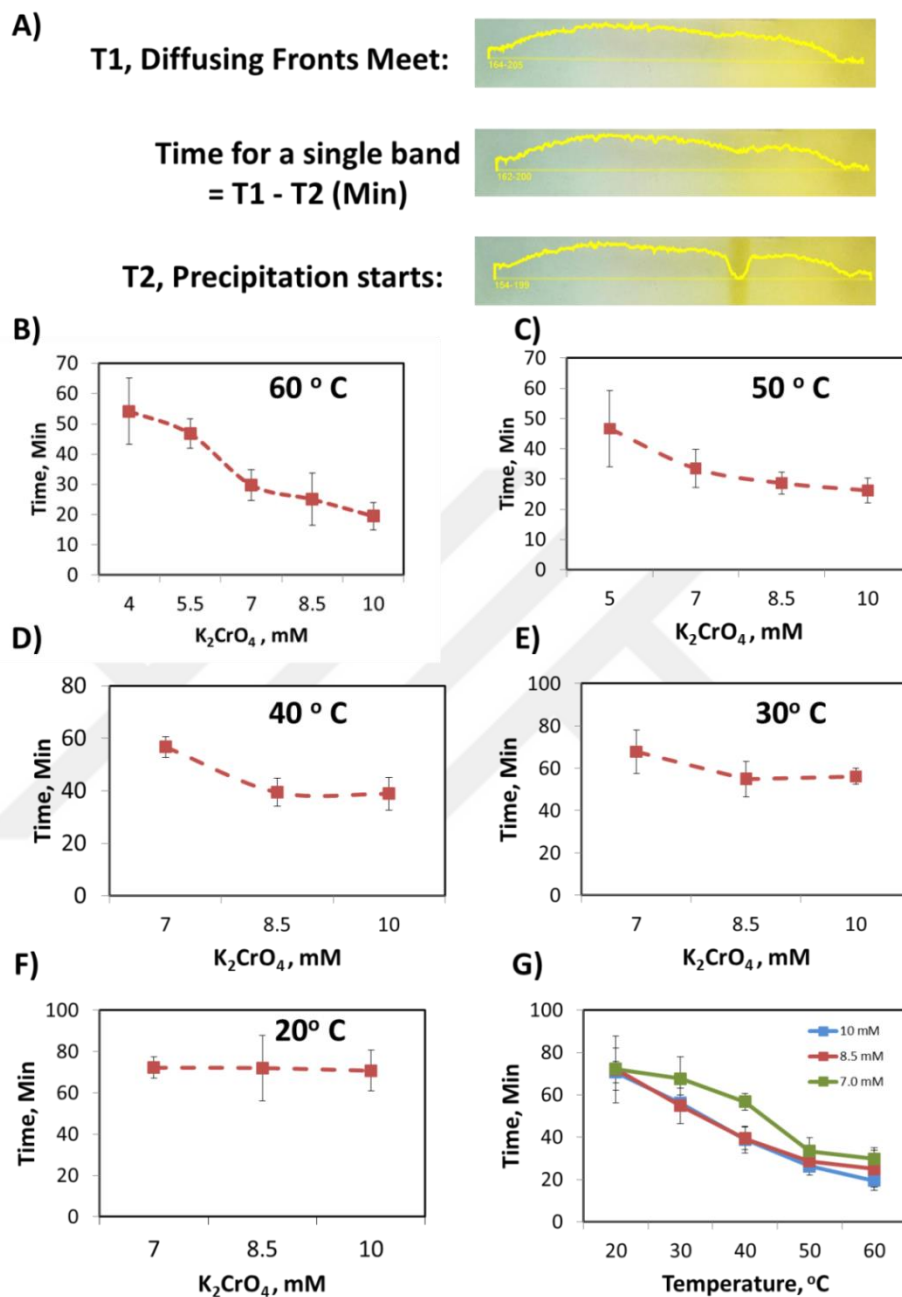 A)
T1, Diffusing Fronts Meet:
164-205
Time for a single band
= T1 - T2 (Min)
162-200
T2, Precipitation starts:
154-199
B)
60 o C
Time, Min
70
60
50
40
30
20
10
0
4 5.5 7 8.5 10
K2CrO4 , mM
C)
50 o C
Time, Min
70
60
50
40
30
20
10
0
5 7 8.5 10
K2CrO4 , mM
D)
40 o C
Time, Min
80
60
40
20
0
7 8.5 10
K2CrO4 , mM
E)
30o C
Time, Min
100
80
60
40
20
0
7 8.5 10
K2CrO4 , mM
F)
20o C
Time, Min
100
80
60
40
20
0
7 8.5 10
K2CrO4 , mM
G)
10 mM
8.5 mM
7.0 mM
Time, Min
100
80
60
40
20
0
20 30 40 50 60
Temperature, oC